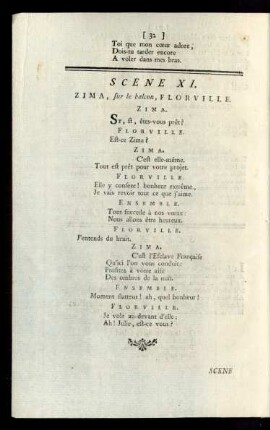 [ 32 ]
Toi que mon cœur adore,
Dois-tu tarder encore
A voler dans mes bras.
SCENE XI.
ZIMA, sur le balcon, FLORVILLE.
ZIMA.
St, st, êtes-vous prêt?
FLORVILLE.
Est-ce Zima?
ZIMA.
C'est elle-même.
Tout est prêt pour votre projet.
FLORVILLE.
Elle y consent! bonheur extrême,
Je vais revoir tout ce que j'aime.
ENSEMBLE.
Tout succede à nos vœux:
Nous allons être heureux.
FLORVILLE.
J'entends du bruit.
ZIMA.
C'est l'Esclave Française
Qu'ici l'on vous conduit:
Profitez à votre aise
Des ombres de la nuit.
ENSEMBLE.
Moment flatteur! ah, quel bonheur!
FLORVILLE.
Je vole au-devant d'elle;
Ah! Julie, est-ce vous?
SCENE